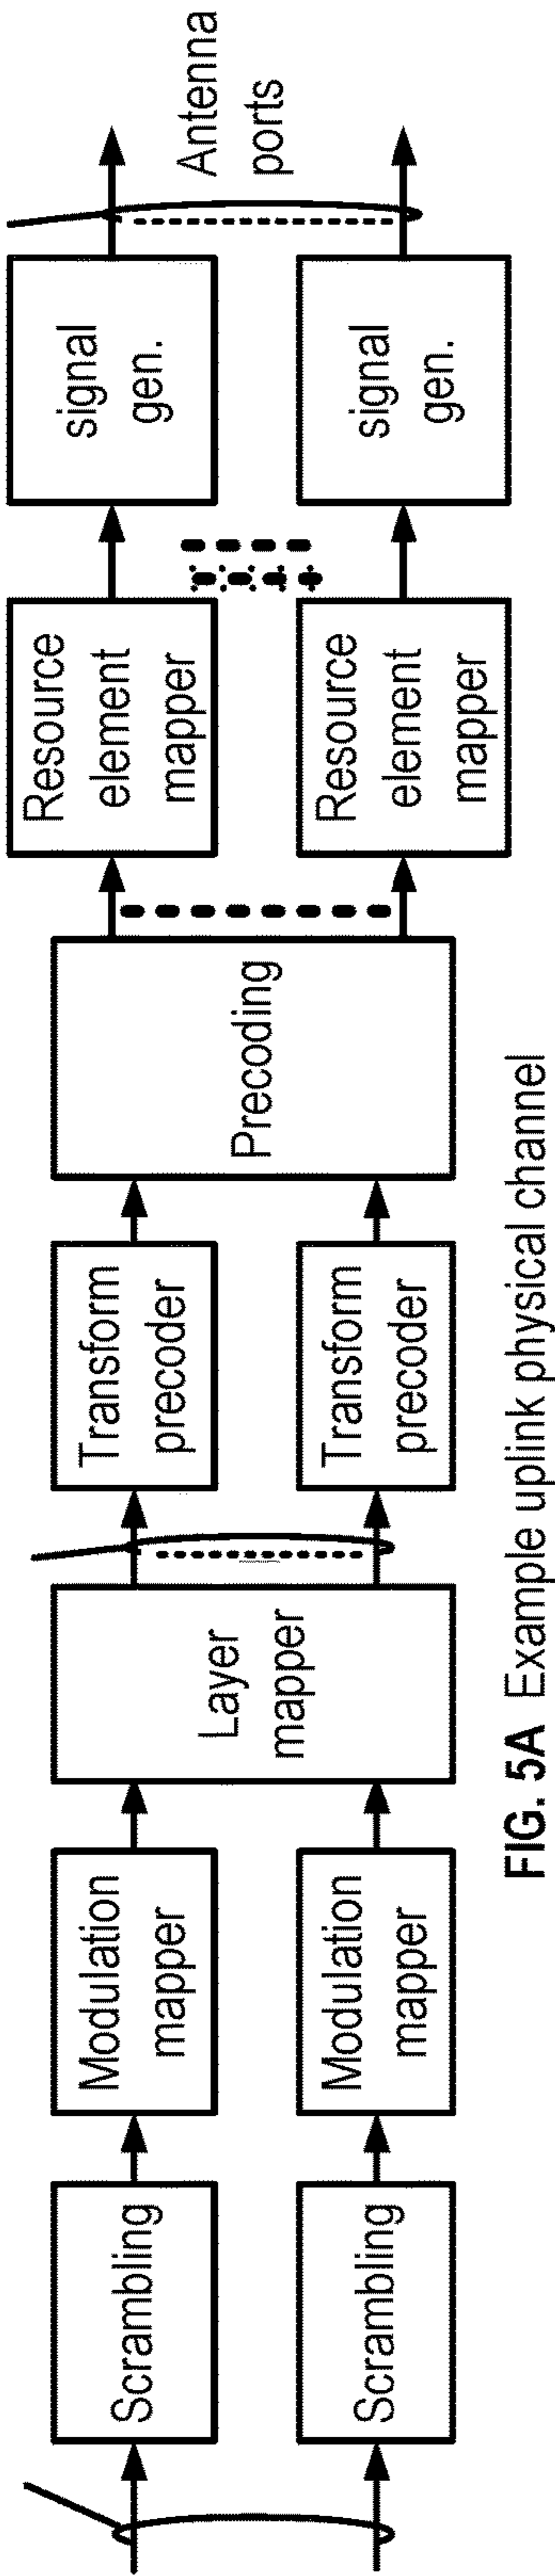 Scrambling
Scrambling
Modulation
mapper
Modulation
mapper
Layer
mapper
Transform
precoder
Transform
precoder
Precoding
Resource
element
mapper
Resource
element
mapper
signal
gen.
signal
gen.
Antenna
ports
FIG. 5A Example uplink physical channel